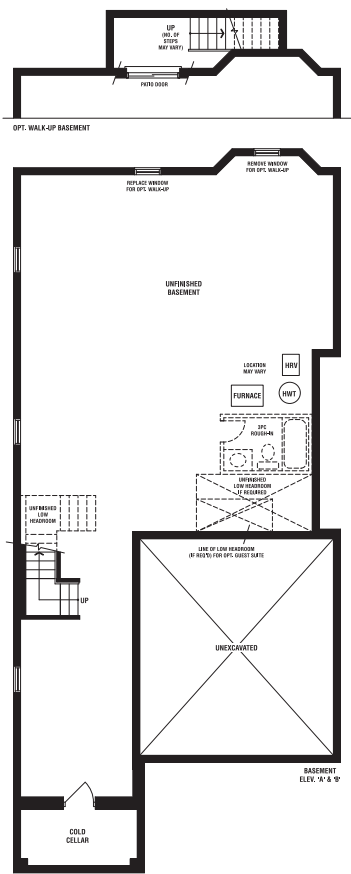 UP
(NO. OF
STEPS
MAY VARY)
PATIO DOOR
OPT. WALK-UP BASEMENT
REPLACE WINDOW
FOR OPT. WALK-UP
REMOVE WINDOW
FOR OPT. WALK-UP
UNFINISHED
BASEMENT
LOCATION
MAY VARY
HRV
FURNACE
HWT
3PC
ROUGH-IN
UNFINISHED
LOW HEADROOM
IF REQUIRED
UNFINISHED
LOW
HEADROOM
LINE OF LOW HEADROOM
(IF REQ'D) FOR OPT. GUEST SUITE
UP
UNEXCAVATED
BASEMENT
ELEV. 'A' & 'B'
COLD
CELLAR